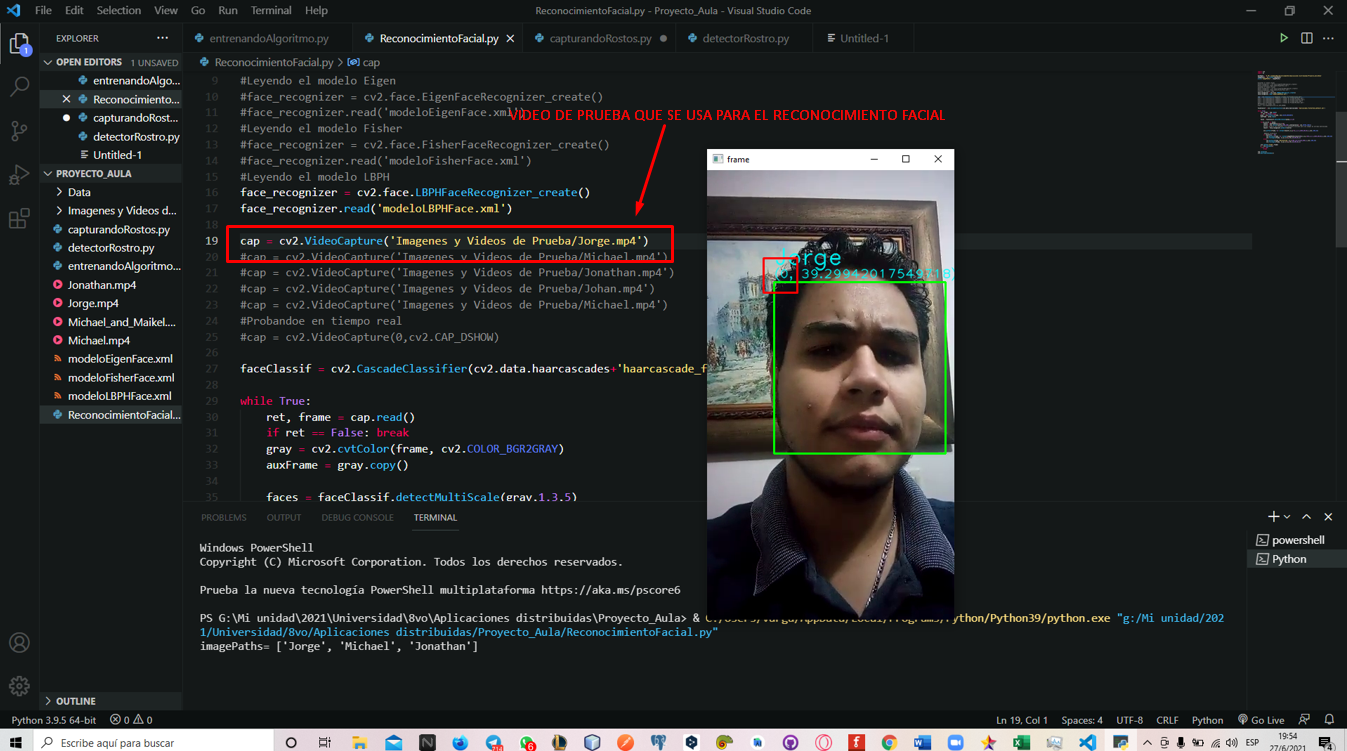 File Edit Selection View Go Run Terminal Help
ReconocimientoFacial.py - Proyecto_Aula - Visual Studio Code
EXPLORER
entrenandoAlgoritmo.py
ReconocimientoFacial.py
capturandoRostos.py
detectorRostro.py
Untitled-1
OPEN EDITORS 1 UNSAVED
entrenandoAlgo...
Reconocimiento...
capturandoRost...
detectorRostro.py
Untitled-1
PROYECTO_AULA
Data
Imagenes y Videos d...
capturandoRostos.py
detectorRostro.py
entrenandoAlgoritmo...
Jonathan.mp4
Jorge.mp4
Michael_and_Maikel....
Michael.mp4
modeloEigenFace.xml
modeloFisherFace.xml
modeloLBPHFace.xml
ReconocimientoFacial...
OUTLINE
ReconocimientoFacial.py > cap
9 #Leyendo el modelo Eigen
10 #face_recognizer = cv2.face.EigenFaceRecognizer_create()
11 #face_recognizer.read('modeloEigenFace.xml')
VIDEO DE PRUEBA QUE SE USA PARA EL RECONOCIMIENTO FACIAL
12 #Leyendo el modelo Fisher
13 #face_recognizer = cv2.face.FisherFaceRecognizer_create()
14 #face_recognizer.read('modeloFisherFace.xml')
15 #Leyendo el modelo LBPH
16 face_recognizer = cv2.face.LBPHFaceRecognizer_create()
17 face_recognizer.read('modeloLBPHFace.xml')
18
19 cap = cv2.VideoCapture('Imagenes y Videos de Prueba/Jorge.mp4')
20 #cap = cv2.VideoCapture('Imagenes y Videos de Prueba/Michael.mp4')
21 #cap = cv2.VideoCapture('Imagenes y Videos de Prueba/Jonathan.mp4')
22 #cap = cv2.VideoCapture('Imagenes y Videos de Prueba/Johan.mp4')
23 #cap = cv2.VideoCapture('Imagenes y Videos de Prueba/Michael.mp4')
24 #Probandoe en tiempo real
25 #cap = cv2.VideoCapture(0,cv2.CAP_DSHOW)
26
27 faceClassif = cv2.CascadeClassifier(cv2.data.haarcascades+'haarcascade_f
28
29 while True:
30 ret, frame = cap.read()
31 if ret == False: break
32 gray = cv2.cvtColor(frame, cv2.COLOR_BGR2GRAY)
33 auxFrame = gray.copy()
34
35 faces = faceClassif.detectMultiScale(gray,1.3,5)
frame
Jorge
(0, 39.2994201754971
PROBLEMS OUTPUT DEBUG CONSOLE TERMINAL
powershell
Python
Windows PowerShell
Copyright (C) Microsoft Corporation. Todos los derechos reservados.
Prueba la nueva tecnología PowerShell multiplataforma https://aka.ms/pscore6
PS G:\Mi unidad\2021\Universidad\8vo\Aplicaciones distribuidas\Proyecto_Aula> & Python/Python39/python.exe "g:/Mi unidad/202
1/Universidad/8vo/Aplicaciones distribuidas/Proyecto_Aula/ReconocimientoFacial.py"
imagePaths= ['Jorge', 'Michael', 'Jonathan']
Python 3.9.5 64-bit 0 0
Ln 19, Col 1 Spaces: 4 UTF-8 CRLF Python Go Live
Escribe aquí para buscar
ESP
19:54
27/6/2021